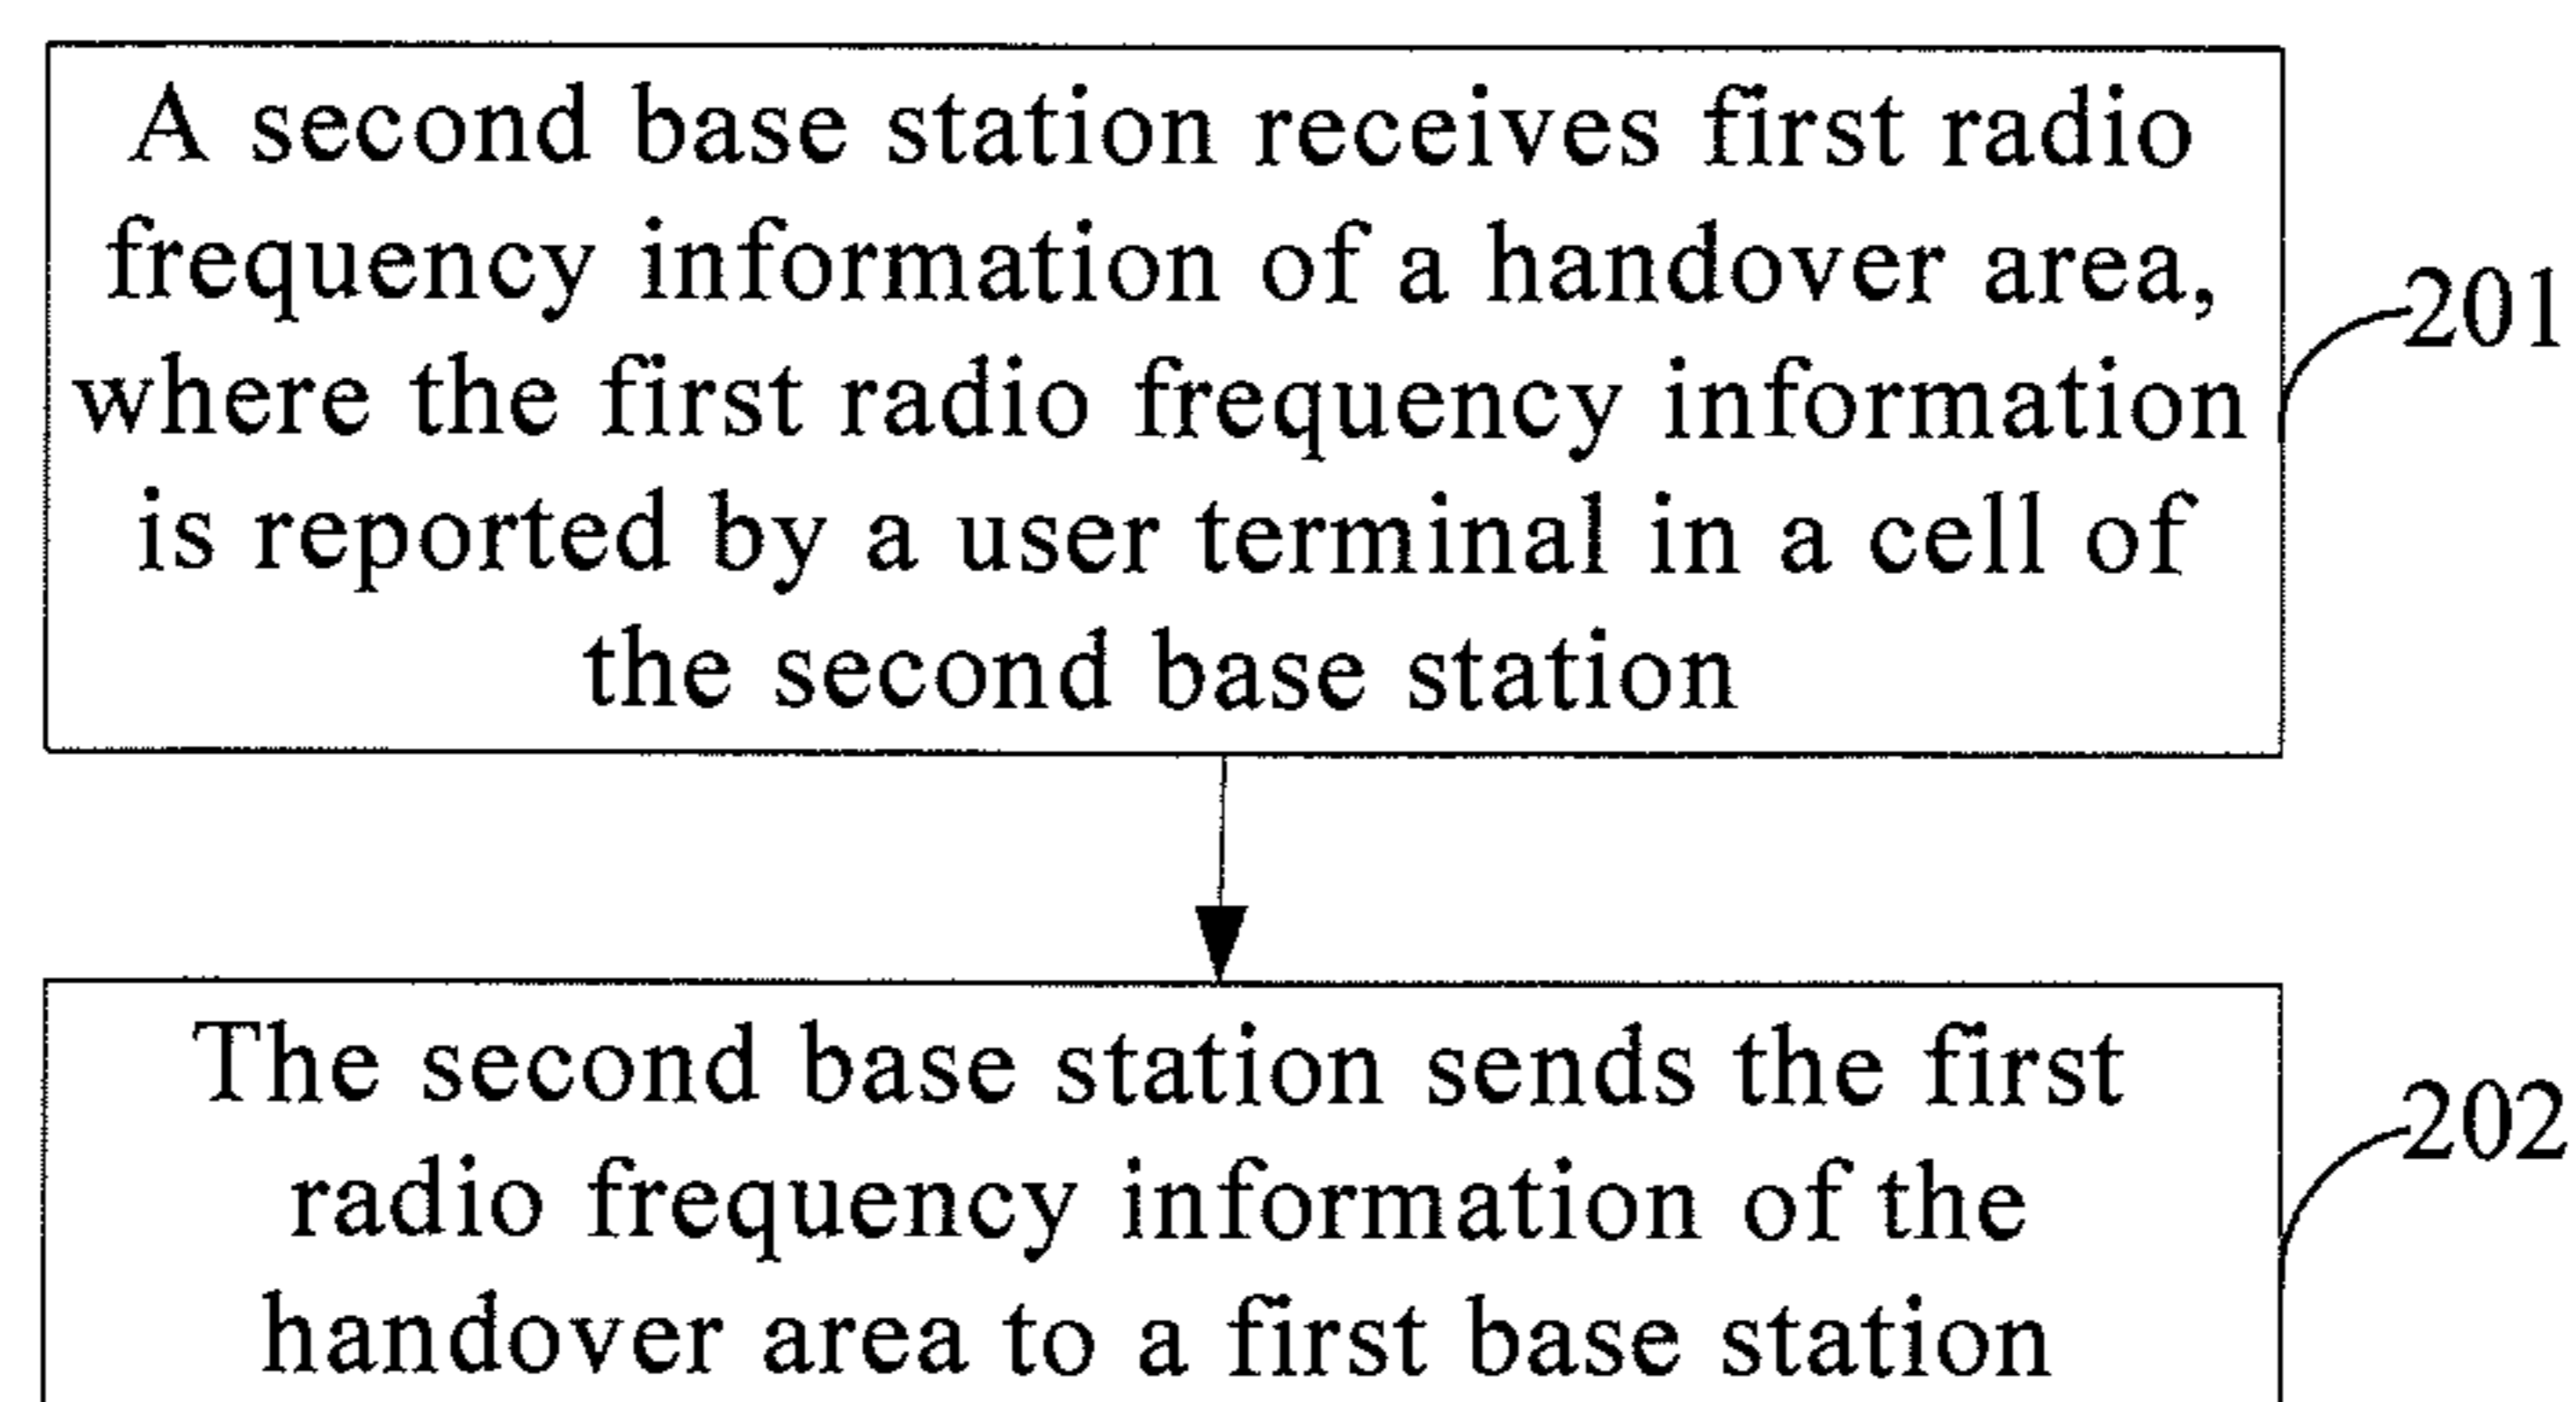 A second base station receives first radio
frequency information of a handover area,
where the first radio frequency information
is reported by a user terminal in a cell of
the second base station
201
The second base station sends the first
radio frequency information of the
handover area to a first base station
202